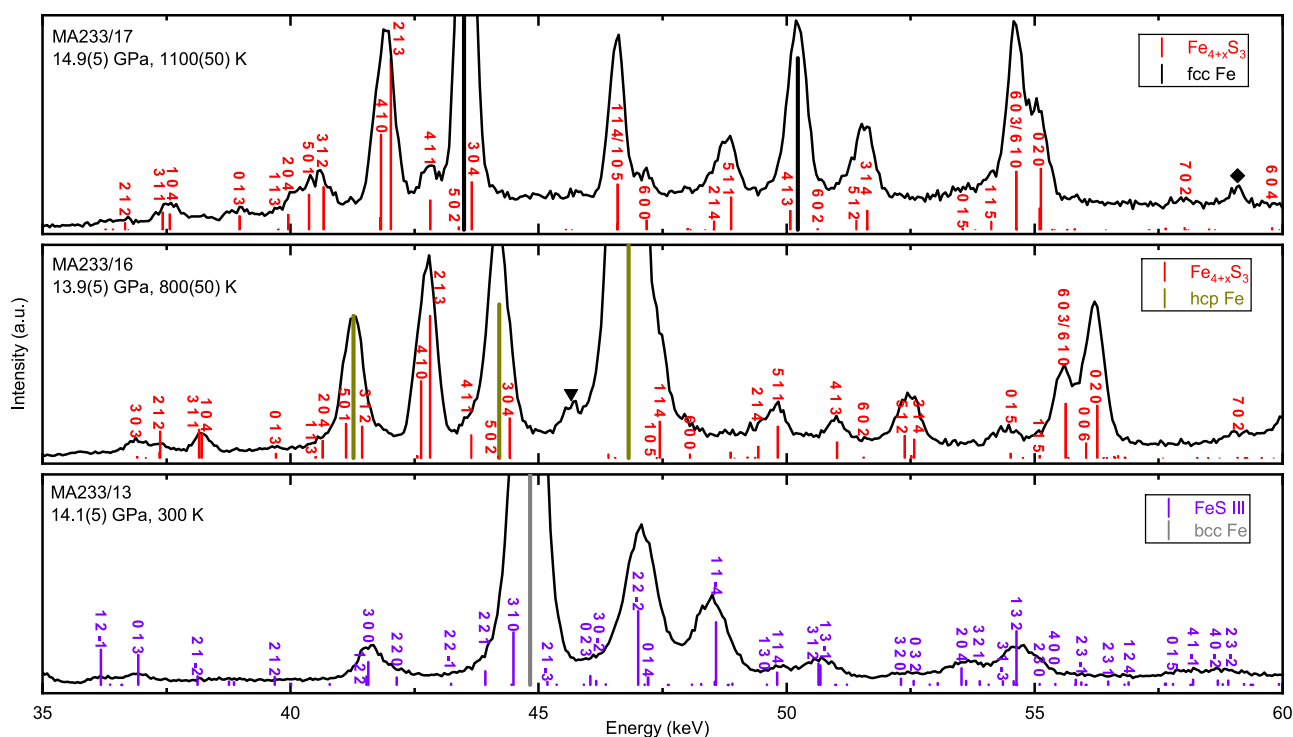 MA233/17
14.9(5) GPa, 1100(50) K
Fe4+xS3
fcc Fe
2 1 2
3 1 1
1 0 4
0 1 3
1 1 3
2 0 4
5 0 1
3 1 2
4 1 0
2 1 3
4 1 1
5 0 2
3 0 4
1 1 4/1 0 5
6 0 0
2 1 4
5 1 1
4 1 3
6 0 2
5 1 2
3 1 4
0 1 5
1 1 5
6 0 3/6 1 0
0 2 0
7 0 2
6 0 4
MA233/16
13.9(5) GPa, 800(50) K
Fe4+xS3
hcp Fe
3 0 3
2 1 2
3 1 1
1 0 4
0 1 3
1 1 3
2 0 4
5 0 1
3 1 2
4 1 0
2 1 3
4 1 1
5 0 2
3 0 4
1 1 4
1 0 5
6 0 0
2 1 4
5 1 1
4 1 3
6 0 2
5 1 2
3 1 4
0 1 5
1 1 5
6 0 3/6 1 0
0 0 6
0 2 0
7 0 2
MA233/13
14.1(5) GPa, 300 K
FeS III
bcc Fe
1 2 -1
0 1 3
2 1 -2
2 1 2
1 2 2
3 0 0
2 2 0
2 2 -1
2 2 1
3 1 0
2 1 -3
0 2 3
3 0 -2
2 2 -2
0 1 4
1 1 -4
1 3 0
1 1 4
3 1 2
1 3 -1
3 2 0
0 3 2
2 0 4
3 2 1
3 1 -3
1 3 2
2 3 0
4 0 0
2 3 -1
2 3 1
1 2 4
0 1 5
4 1 -1
4 0 -2
2 3 -2
35
40
45
50
55
60
Energy (keV)
Intensity (a.u.)